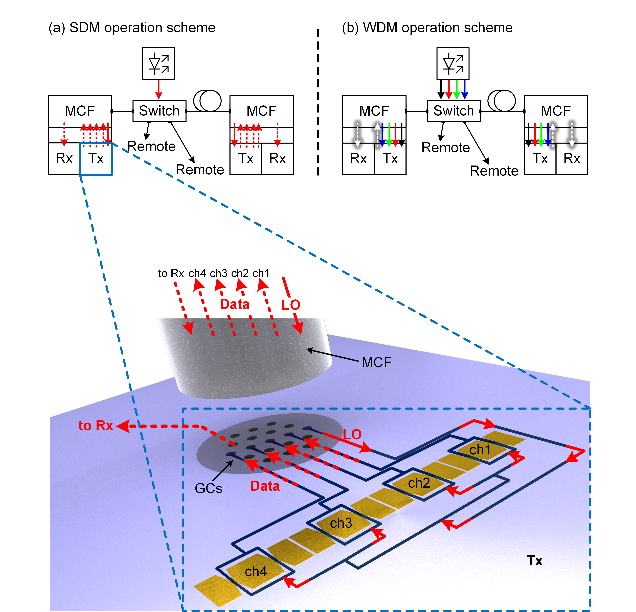 (a) SDM operation scheme
(b) WDM operation scheme
MCF
Switch
MCF
Rx
Tx
Remote
Remote
Tx
Rx
MCF
Switch
MCF
Rx
Tx
Remote
Remote
Tx
Rx
to Rx ch4 ch3 ch2 ch1
Data
LO
MCF
to Rx
LO
GCs
Data
ch1
ch2
ch3
ch4
Tx